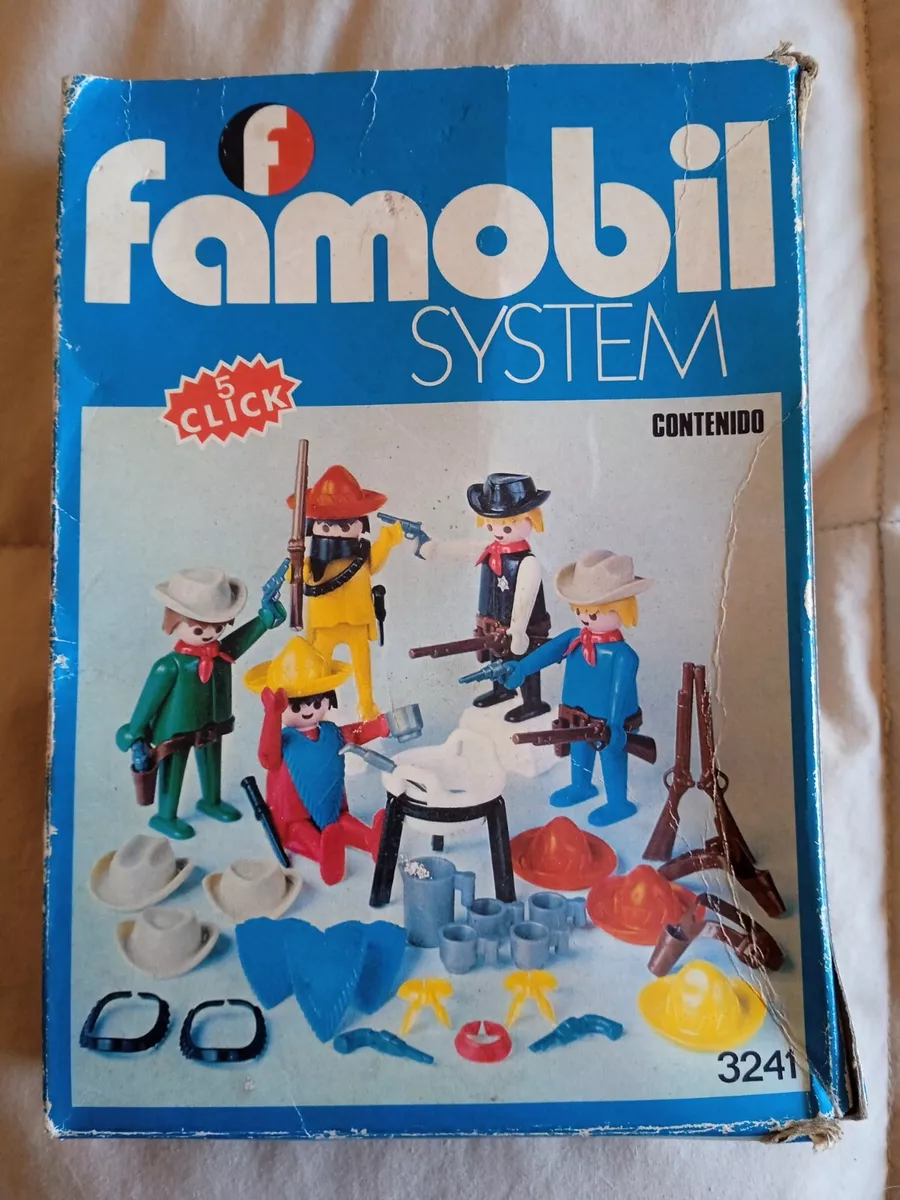 f
famobil
SYSTEM
5
CLICK
CONTENIDO
3241